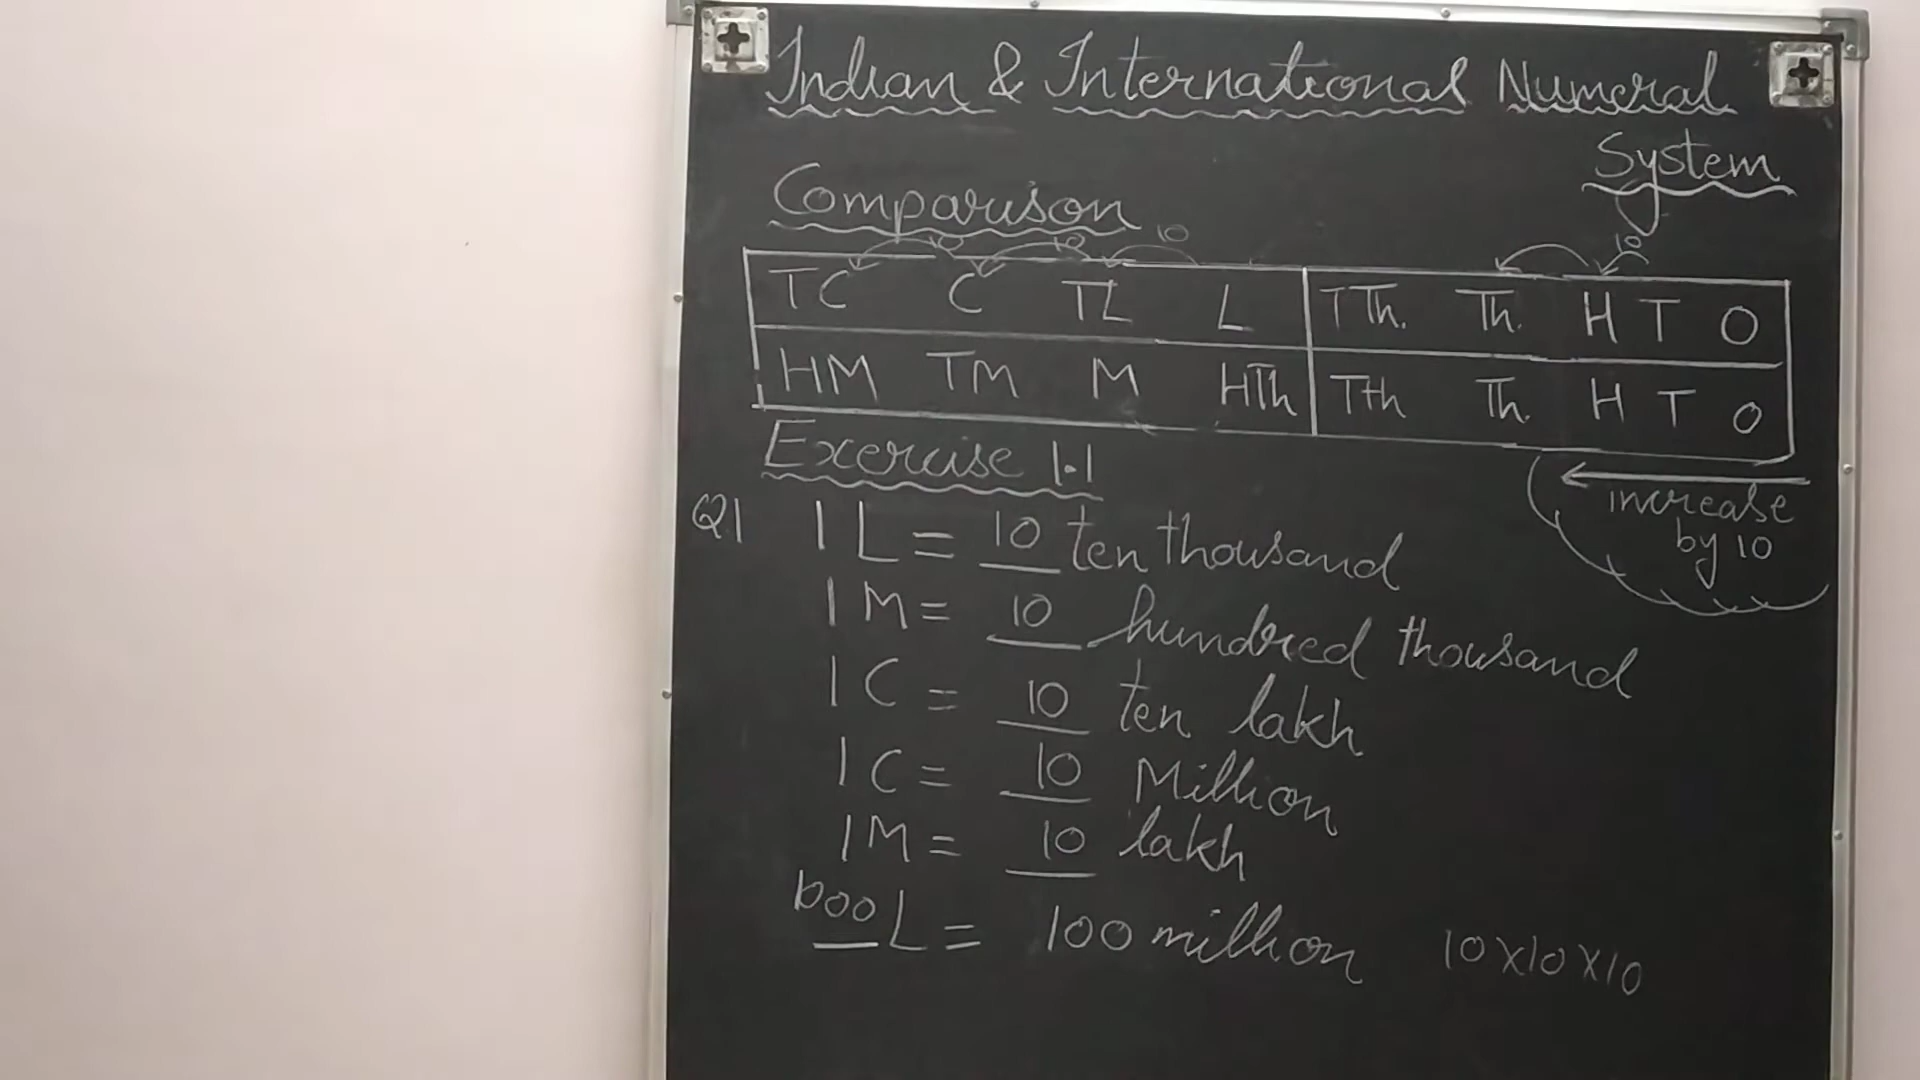 Indian & International Numeral
System
Comparison
10 10 10 10
TC C TL L TTh. Th. H T O
HM TM M HTh Tth Th. H T O
Exercise 1.1
increase
by 10
Q1 1 L = 10 ten thousand
1 M = 10 hundred thousand
1 C = 10 ten lakh
1 C = 10 Million
1 M = 10 lakh
1000 L = 100 million 10x10x10